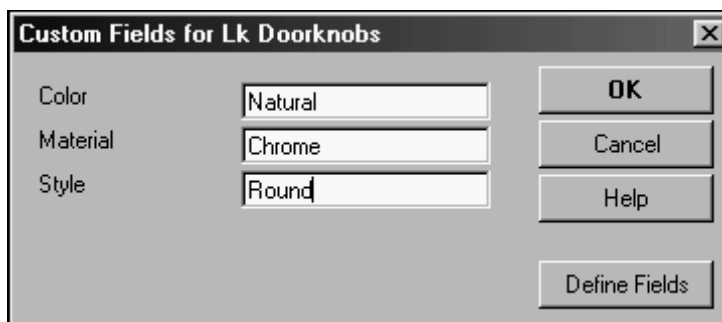 Custom Fields for Lk Doorknobs
Color Natural
Material Chrome
Style Round
OK
Cancel
Help
Define Fields